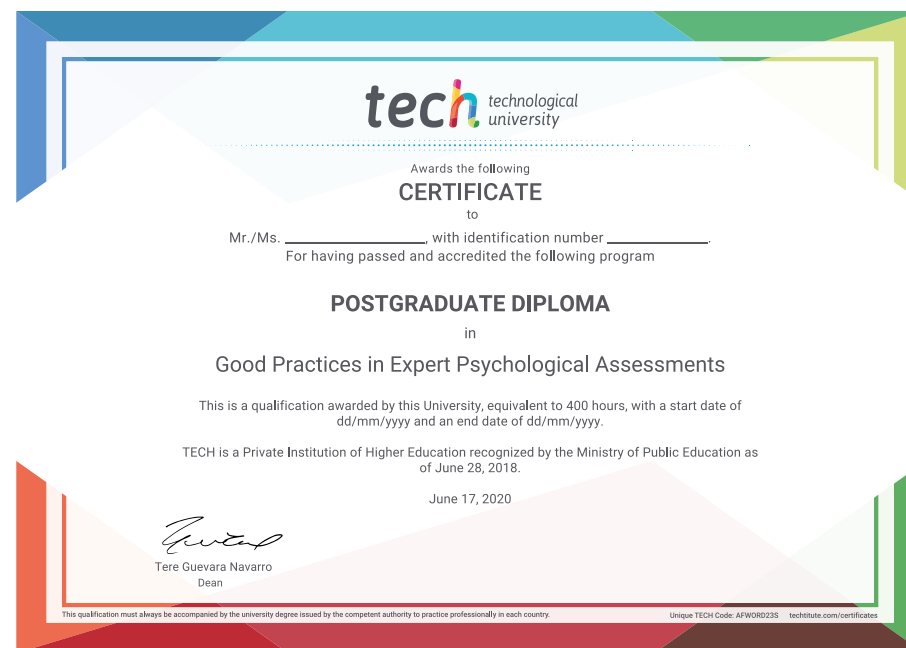 tech technological
university
Awards the following
CERTIFICATE
to
Mr./Ms. ____________________, with identification number ______________.
For having passed and accredited the following program
POSTGRADUATE DIPLOMA
in
Good Practices in Expert Psychological Assessments
This is a qualification awarded by this University, equivalent to 400 hours, with a start date of
dd/mm/yyyy and an end date of dd/mm/yyyy.
TECH is a Private Institution of Higher Education recognized by the Ministry of Public Education as
of June 28, 2018.
June 17, 2020
Tere Guevara Navarro
Dean
This qualification must always be accompanied by the university degree issued by the competent authority to practice professionally in each country. Unique TECH Code: AFWORD23S techtitute.com/certificates